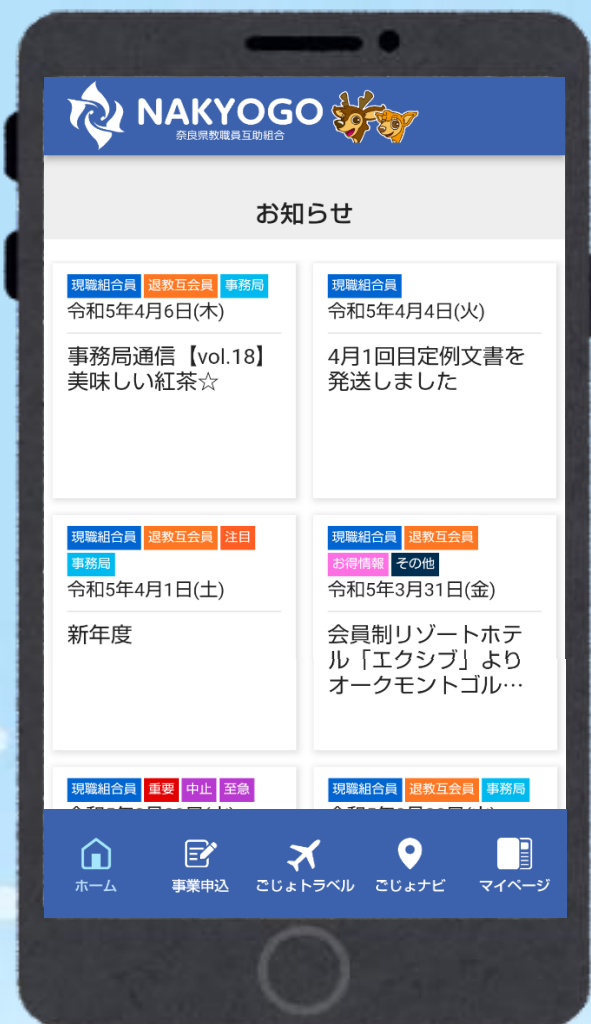 NAKYOGO
奈良県教職員互助組合
お知らせ
現職組合員 退教互会員 事務局
令和5年4月6日(木)
事務局通信【vol.18】
美味しい紅茶☆
現職組合員
令和5年4月4日(火)
4月1回目定例文書を
発送しました
現職組合員 退教互会員 注目
事務局
令和5年4月1日(土)
新年度
現職組合員 退教互会員
お得情報 その他
令和5年3月31日(金)
会員制リゾートホテ
ル「エクシブ」より
オークモントゴル…
現職組合員 重要 中止 至急
現職組合員 退教互会員 事務局
ホーム 事業申込 ごじょトラベル ごじょナビ マイページ